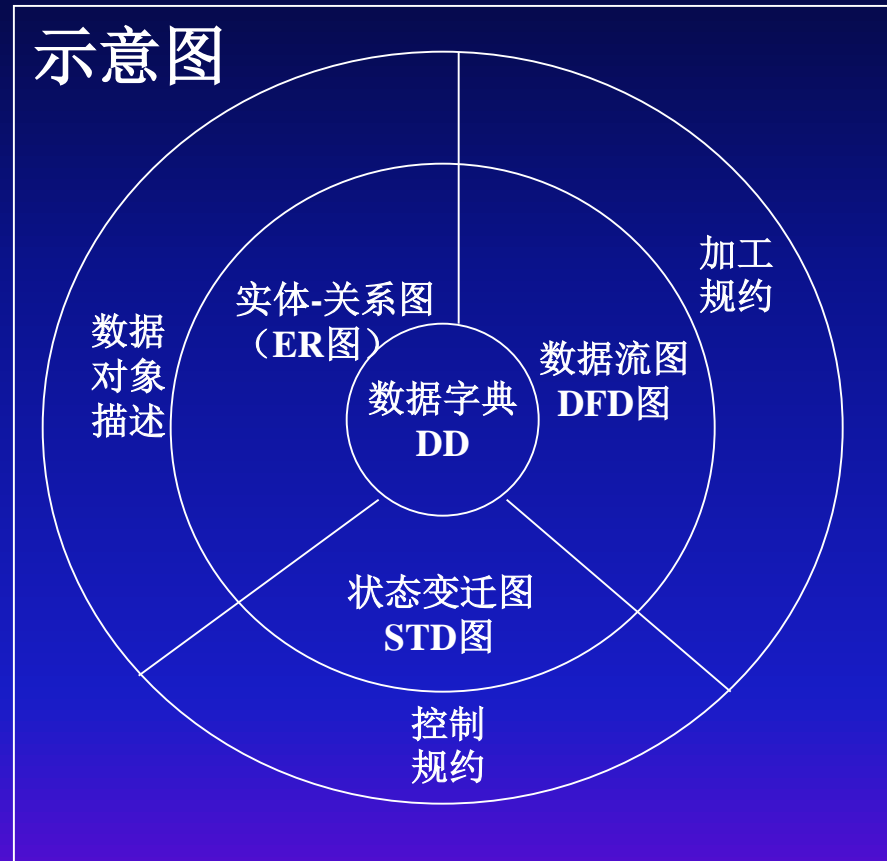 示意图
实体-关系图
（ER图）
数据
对象
描述
加工
规约
数据流图
DFD图
数据字典
DD
状态变迁图
STD图
控制
规约